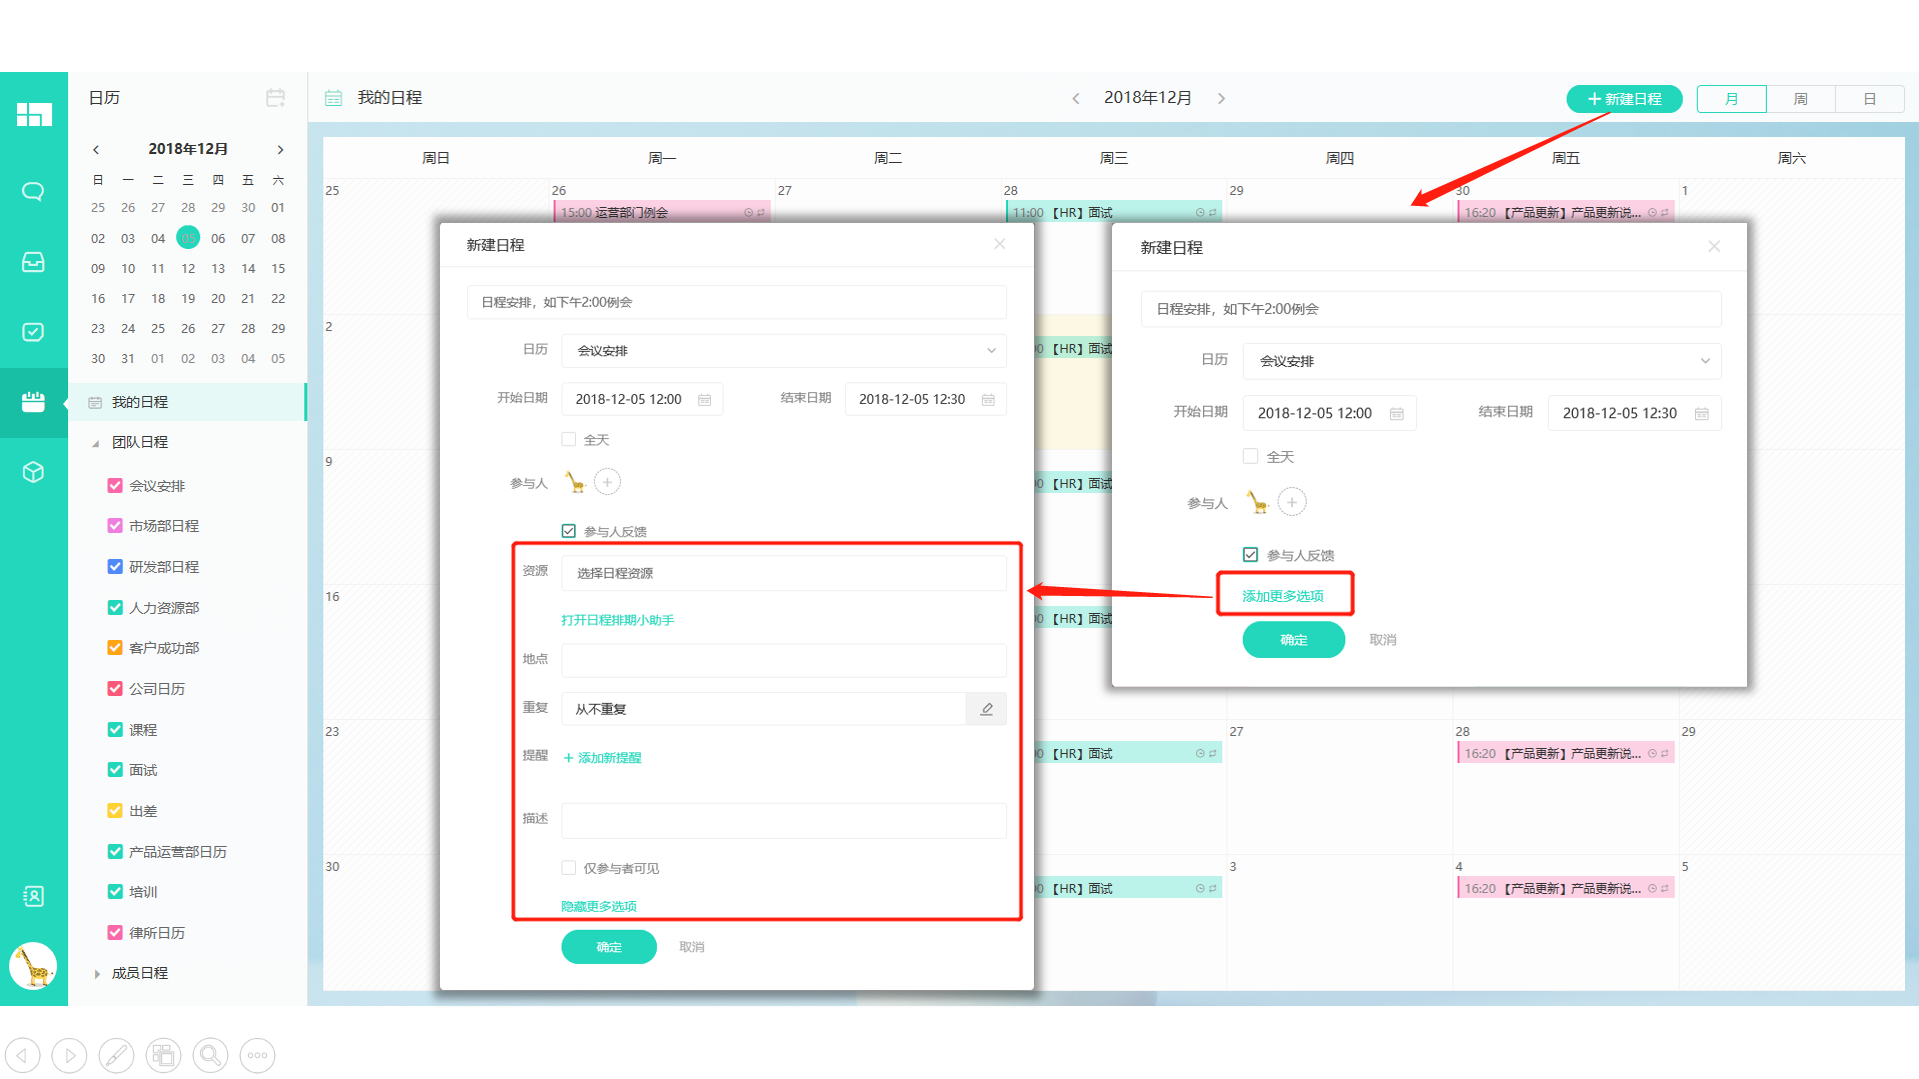 日历
我的日程
2018年12月
新建日程
月
周
日
2018年12月
日 一 二 三 四 五 六
25 26 27 28 29 30 01
02 03 04 05 06 07 08
09 10 11 12 13 14 15
16 17 18 19 20 21 22
23 24 25 26 27 28 29
30 31 01 02 03 04 05
我的日程
团队日程
会议安排
市场部日程
研发部日程
人力资源部
客户成功部
公司日历
课程
面试
出差
产品运营部日历
培训
律所日历
成员日程
周日 周一 周二 周三 周四 周五 周六
25 26 27 28 29 30 1
15:00 运营部门例会
11:00 【HR】面试
16:20 【产品更新】产品更新说...
2
0 【HR】面试
9
0 【HR】面试
16
0 【HR】面试
23 27 28 29
0 【HR】面试
16:20 【产品更新】产品更新说...
30 3 4 5
0 【HR】面试
16:20 【产品更新】产品更新说...
新建日程
日程安排，如下午2:00例会
日历 会议安排
开始日期 2018-12-05 12:00 结束日期 2018-12-05 12:30
全天
参与人
参与人反馈
资源 选择日程资源
打开日程排期小助手
地点
重复 从不重复
提醒 + 添加新提醒
描述
仅参与者可见
隐藏更多选项
确定 取消
新建日程
日程安排，如下午2:00例会
日历 会议安排
开始日期 2018-12-05 12:00 结束日期 2018-12-05 12:30
全天
参与人
参与人反馈
添加更多选项
确定 取消